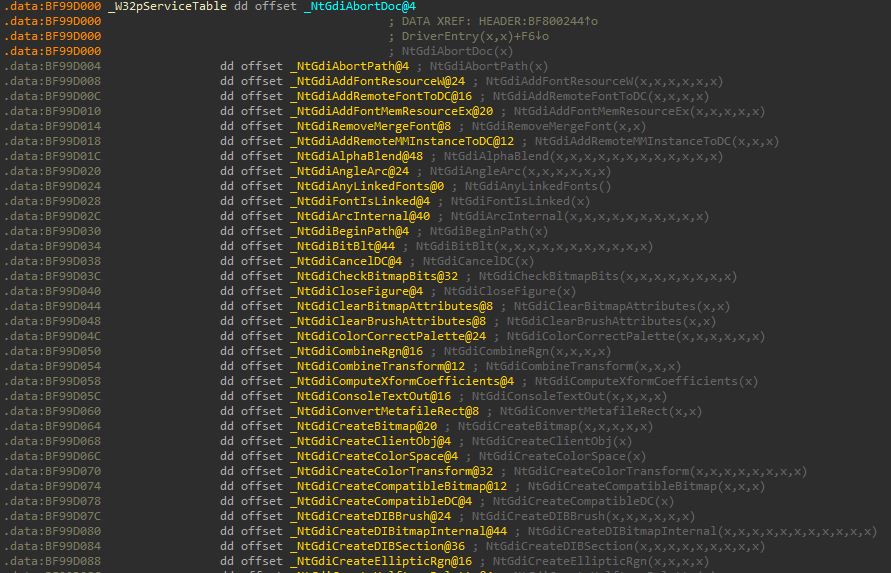 .data:BF99D000 _W32pServiceTable dd offset _NtGdiAbortDoc@4
.data:BF99D000 ; DATA XREF: HEADER:BF800244↑o
.data:BF99D000 ; DriverEntry(x,x)+F6↓o
.data:BF99D000 ; NtGdiAbortDoc(x)
.data:BF99D004 dd offset _NtGdiAbortPath@4 ; NtGdiAbortPath(x)
.data:BF99D008 dd offset _NtGdiAddFontResourceW@24 ; NtGdiAddFontResourceW(x,x,x,x,x,x)
.data:BF99D00C dd offset _NtGdiAddRemoteFontToDC@16 ; NtGdiAddRemoteFontToDC(x,x,x,x)
.data:BF99D010 dd offset _NtGdiAddFontMemResourceEx@20 ; NtGdiAddFontMemResourceEx(x,x,x,x,x)
.data:BF99D014 dd offset _NtGdiRemoveMergeFont@8 ; NtGdiRemoveMergeFont(x,x)
.data:BF99D018 dd offset _NtGdiAddRemoteMMInstanceToDC@12 ; NtGdiAddRemoteMMInstanceToDC(x,x,x)
.data:BF99D01C dd offset _NtGdiAlphaBlend@48 ; NtGdiAlphaBlend(x,x,x,x,x,x,x,x,x,x,x,x)
.data:BF99D020 dd offset _NtGdiAngleArc@24 ; NtGdiAngleArc(x,x,x,x,x,x)
.data:BF99D024 dd offset _NtGdiAnyLinkedFonts@0 ; NtGdiAnyLinkedFonts()
.data:BF99D028 dd offset _NtGdiFontIsLinked@4 ; NtGdiFontIsLinked(x)
.data:BF99D02C dd offset _NtGdiArcInternal@40 ; NtGdiArcInternal(x,x,x,x,x,x,x,x,x,x)
.data:BF99D030 dd offset _NtGdiBeginPath@4 ; NtGdiBeginPath(x)
.data:BF99D034 dd offset _NtGdiBitBlt@44 ; NtGdiBitBlt(x,x,x,x,x,x,x,x,x,x,x)
.data:BF99D038 dd offset _NtGdiCancelDC@4 ; NtGdiCancelDC(x)
.data:BF99D03C dd offset _NtGdiCheckBitmapBits@32 ; NtGdiCheckBitmapBits(x,x,x,x,x,x,x,x)
.data:BF99D040 dd offset _NtGdiCloseFigure@4 ; NtGdiCloseFigure(x)
.data:BF99D044 dd offset _NtGdiClearBitmapAttributes@8 ; NtGdiClearBitmapAttributes(x,x)
.data:BF99D048 dd offset _NtGdiClearBrushAttributes@8 ; NtGdiClearBrushAttributes(x,x)
.data:BF99D04C dd offset _NtGdiColorCorrectPalette@24 ; NtGdiColorCorrectPalette(x,x,x,x,x,x)
.data:BF99D050 dd offset _NtGdiCombineRgn@16 ; NtGdiCombineRgn(x,x,x,x)
.data:BF99D054 dd offset _NtGdiCombineTransform@12 ; NtGdiCombineTransform(x,x,x)
.data:BF99D058 dd offset _NtGdiComputeXformCoefficients@4 ; NtGdiComputeXformCoefficients(x)
.data:BF99D05C dd offset _NtGdiConsoleTextOut@16 ; NtGdiConsoleTextOut(x,x,x,x)
.data:BF99D060 dd offset _NtGdiConvertMetafileRect@8 ; NtGdiConvertMetafileRect(x,x)
.data:BF99D064 dd offset _NtGdiCreateBitmap@20 ; NtGdiCreateBitmap(x,x,x,x,x)
.data:BF99D068 dd offset _NtGdiCreateClientObj@4 ; NtGdiCreateClientObj(x)
.data:BF99D06C dd offset _NtGdiCreateColorSpace@4 ; NtGdiCreateColorSpace(x)
.data:BF99D070 dd offset _NtGdiCreateColorTransform@32 ; NtGdiCreateColorTransform(x,x,x,x,x,x,x,x)
.data:BF99D074 dd offset _NtGdiCreateCompatibleBitmap@12 ; NtGdiCreateCompatibleBitmap(x,x,x)
.data:BF99D078 dd offset _NtGdiCreateCompatibleDC@4 ; NtGdiCreateCompatibleDC(x)
.data:BF99D07C dd offset _NtGdiCreateDIBBrush@24 ; NtGdiCreateDIBBrush(x,x,x,x,x,x)
.data:BF99D080 dd offset _NtGdiCreateDIBitmapInternal@44 ; NtGdiCreateDIBitmapInternal(x,x,x,x,x,x,x,x,x,x,x)
.data:BF99D084 dd offset _NtGdiCreateDIBSection@36 ; NtGdiCreateDIBSection(x,x,x,x,x,x,x,x,x)
.data:BF99D088 dd offset _NtGdiCreateEllipticRgn@16 ; NtGdiCreateEllipticRgn(x,x,x,x)